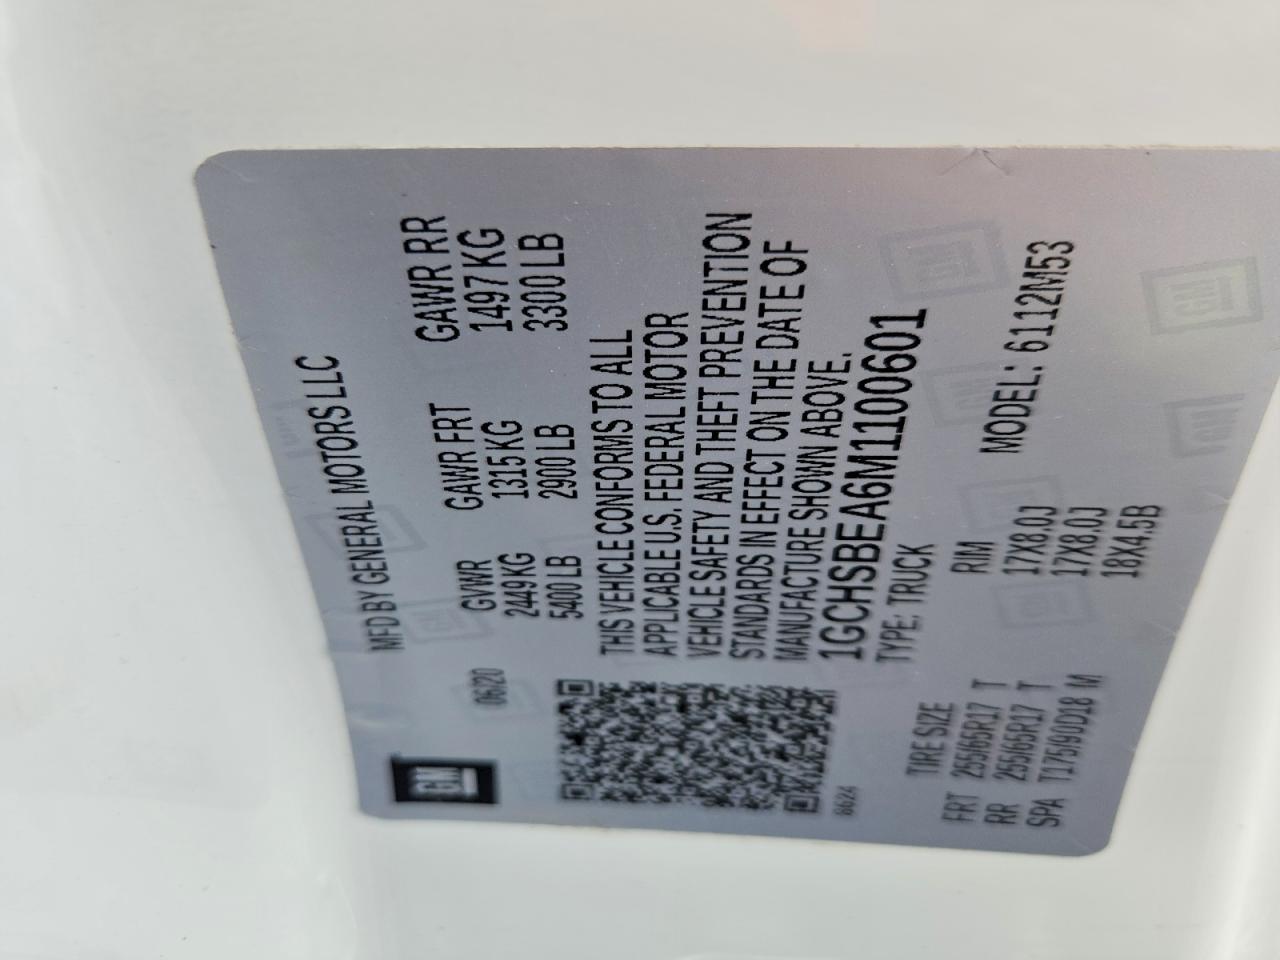 GM
MFD BY GENERAL MOTORS LLC
06/20
GVWR GAWR FRT GAWR RR
2449 KG 1315 KG 1497 KG
5400 LB 2900 LB 3300 LB
THIS VEHICLE CONFORMS TO ALL
APPLICABLE U.S. FEDERAL MOTOR
VEHICLE SAFETY AND THEFT PREVENTION
STANDARDS IN EFFECT ON THE DATE OF
MANUFACTURE SHOWN ABOVE.
1GCHSBEA6M1100601
8624
TYPE: TRUCK
MODEL: 6112M53
TIRE SIZE RIM
FRT 255/65R17 T 17X8.0J
RR 255/65R17 T 17X8.0J
SPA T175/90D18 M 18X4.5B